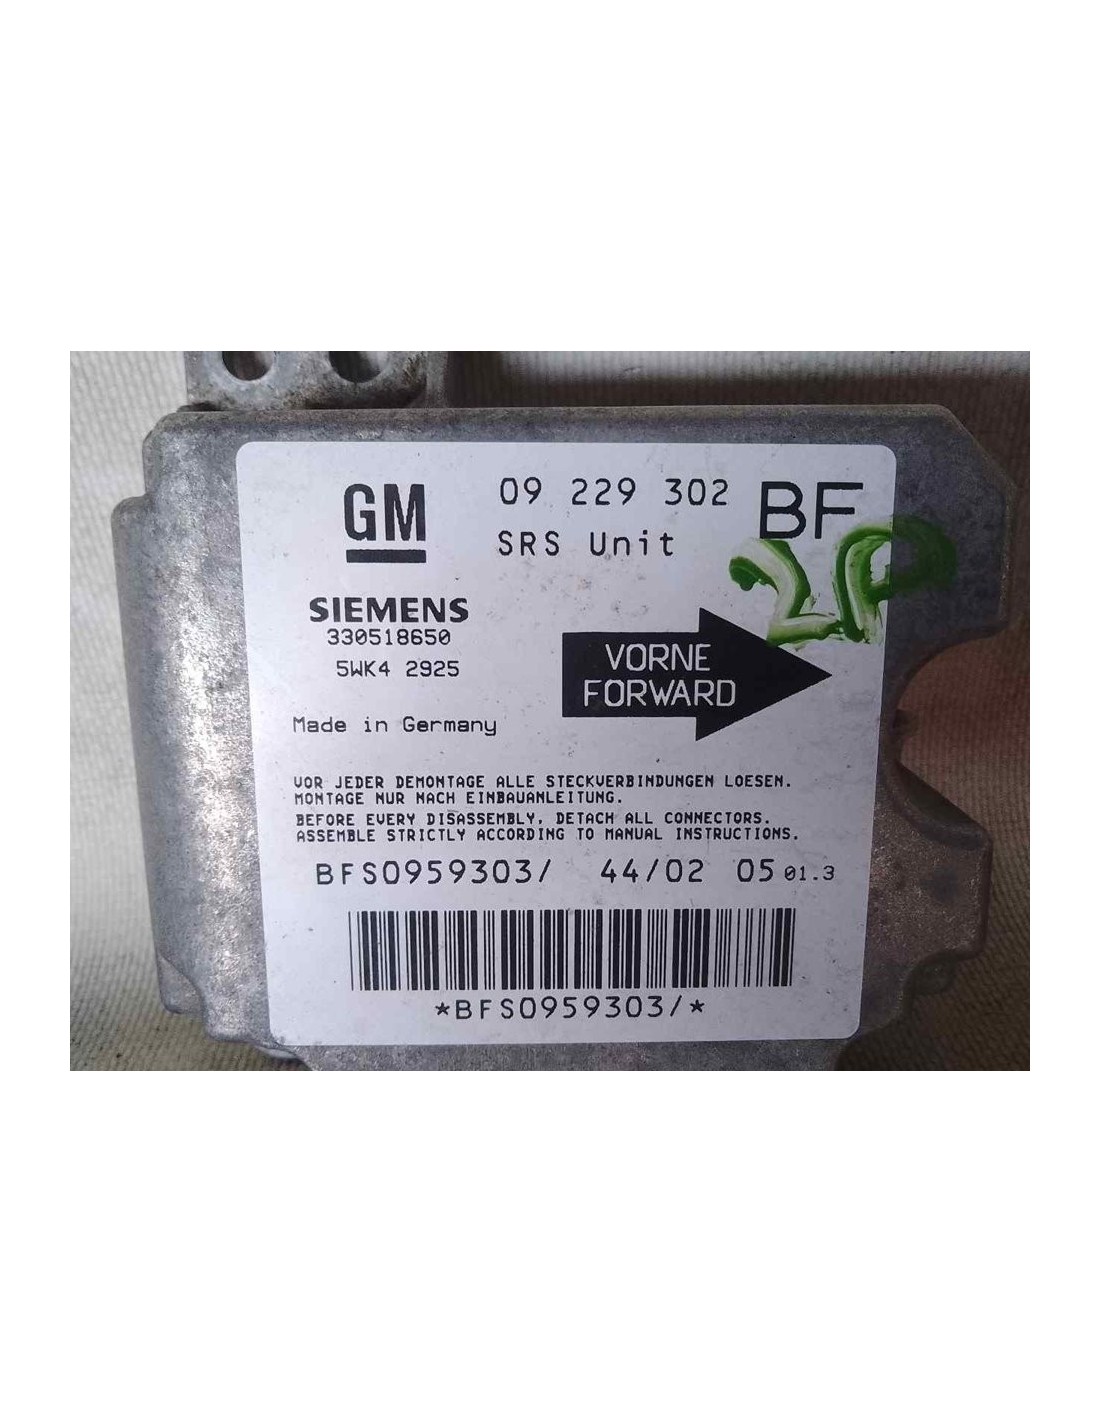 GM
09 229 302 BF
SRS Unit
SIEMENS
330518650
5WK4 2925
VORNE
FORWARD
Made in Germany
VOR JEDER DEMONTAGE ALLE STECKVERBINDUNGEN LOESEN.
MONTAGE NUR NACH EINBAUANLEITUNG.
BEFORE EVERY DISASSEMBLY, DETACH ALL CONNECTORS.
ASSEMBLE STRICTLY ACCORDING TO MANUAL INSTRUCTIONS.
BFS0959303/ 44/02 05 01.3
*BFS0959303/*